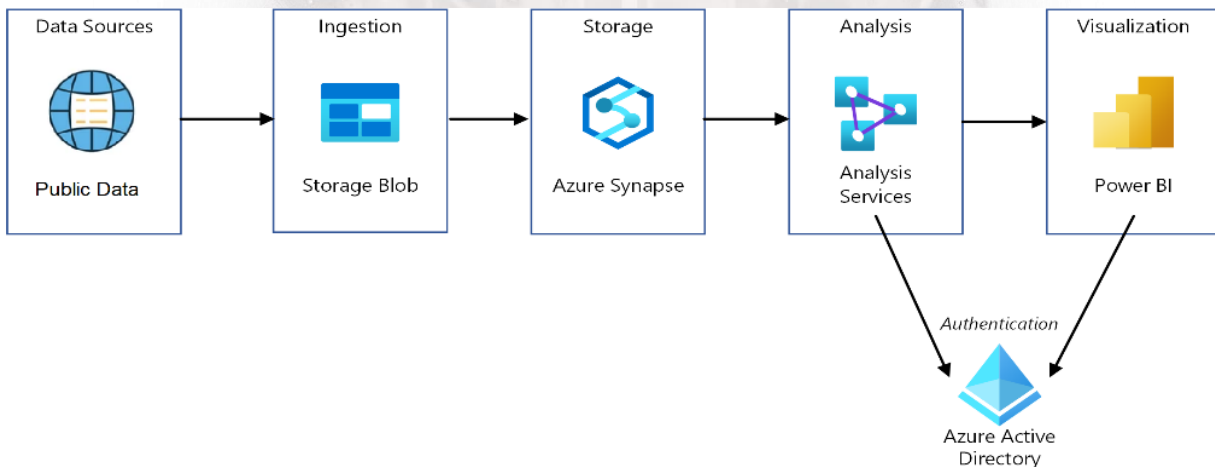 Data Sources
Ingestion
Storage
Analysis
Visualization
Public Data
Storage Blob
Azure Synapse
Analysis
Services
Power BI
Authentication
Azure Active
Directory